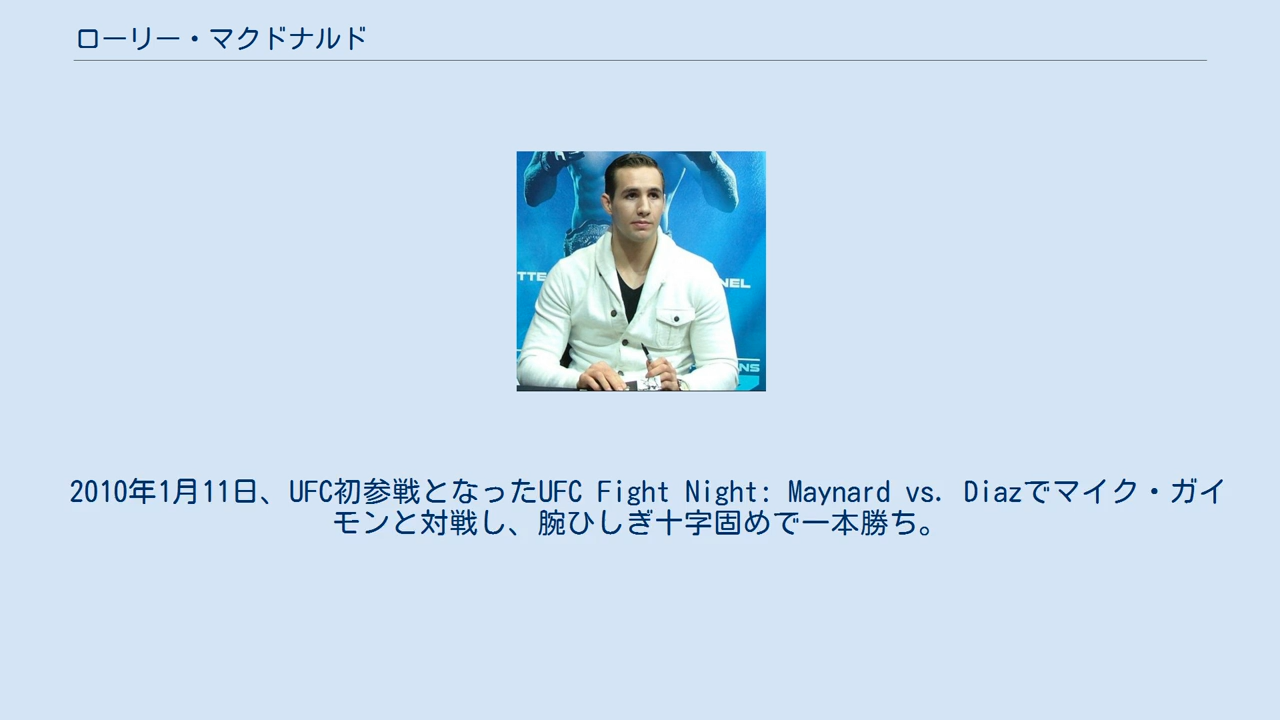 ローリー・マクドナルド
TTE
NEL
NS
2010年1月11日、UFC初参戦となったUFC Fight Night: Maynard vs. Diazでマイク・ガイ
モンと対戦し、腕ひしぎ十字固めで一本勝ち。